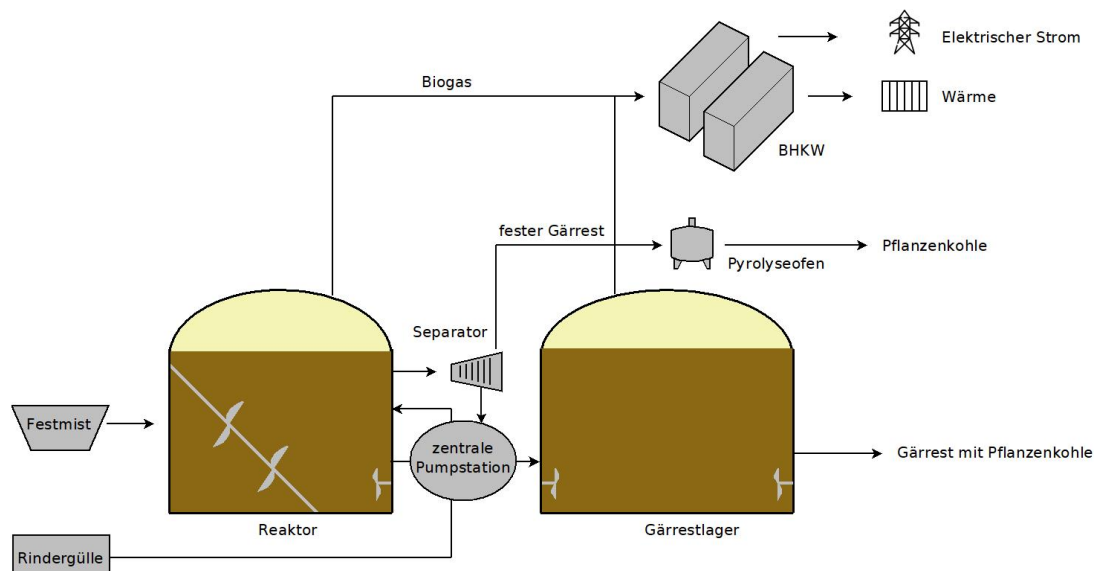 Elektrischer Strom
Biogas
Wärme
BHKW
fester Gärrest
Pflanzenkohle
Pyrolyseofen
Separator
Festmist
zentrale
Pumpstation
Gärrest mit Pflanzenkohle
Reaktor
Gärrestlager
Rindergülle